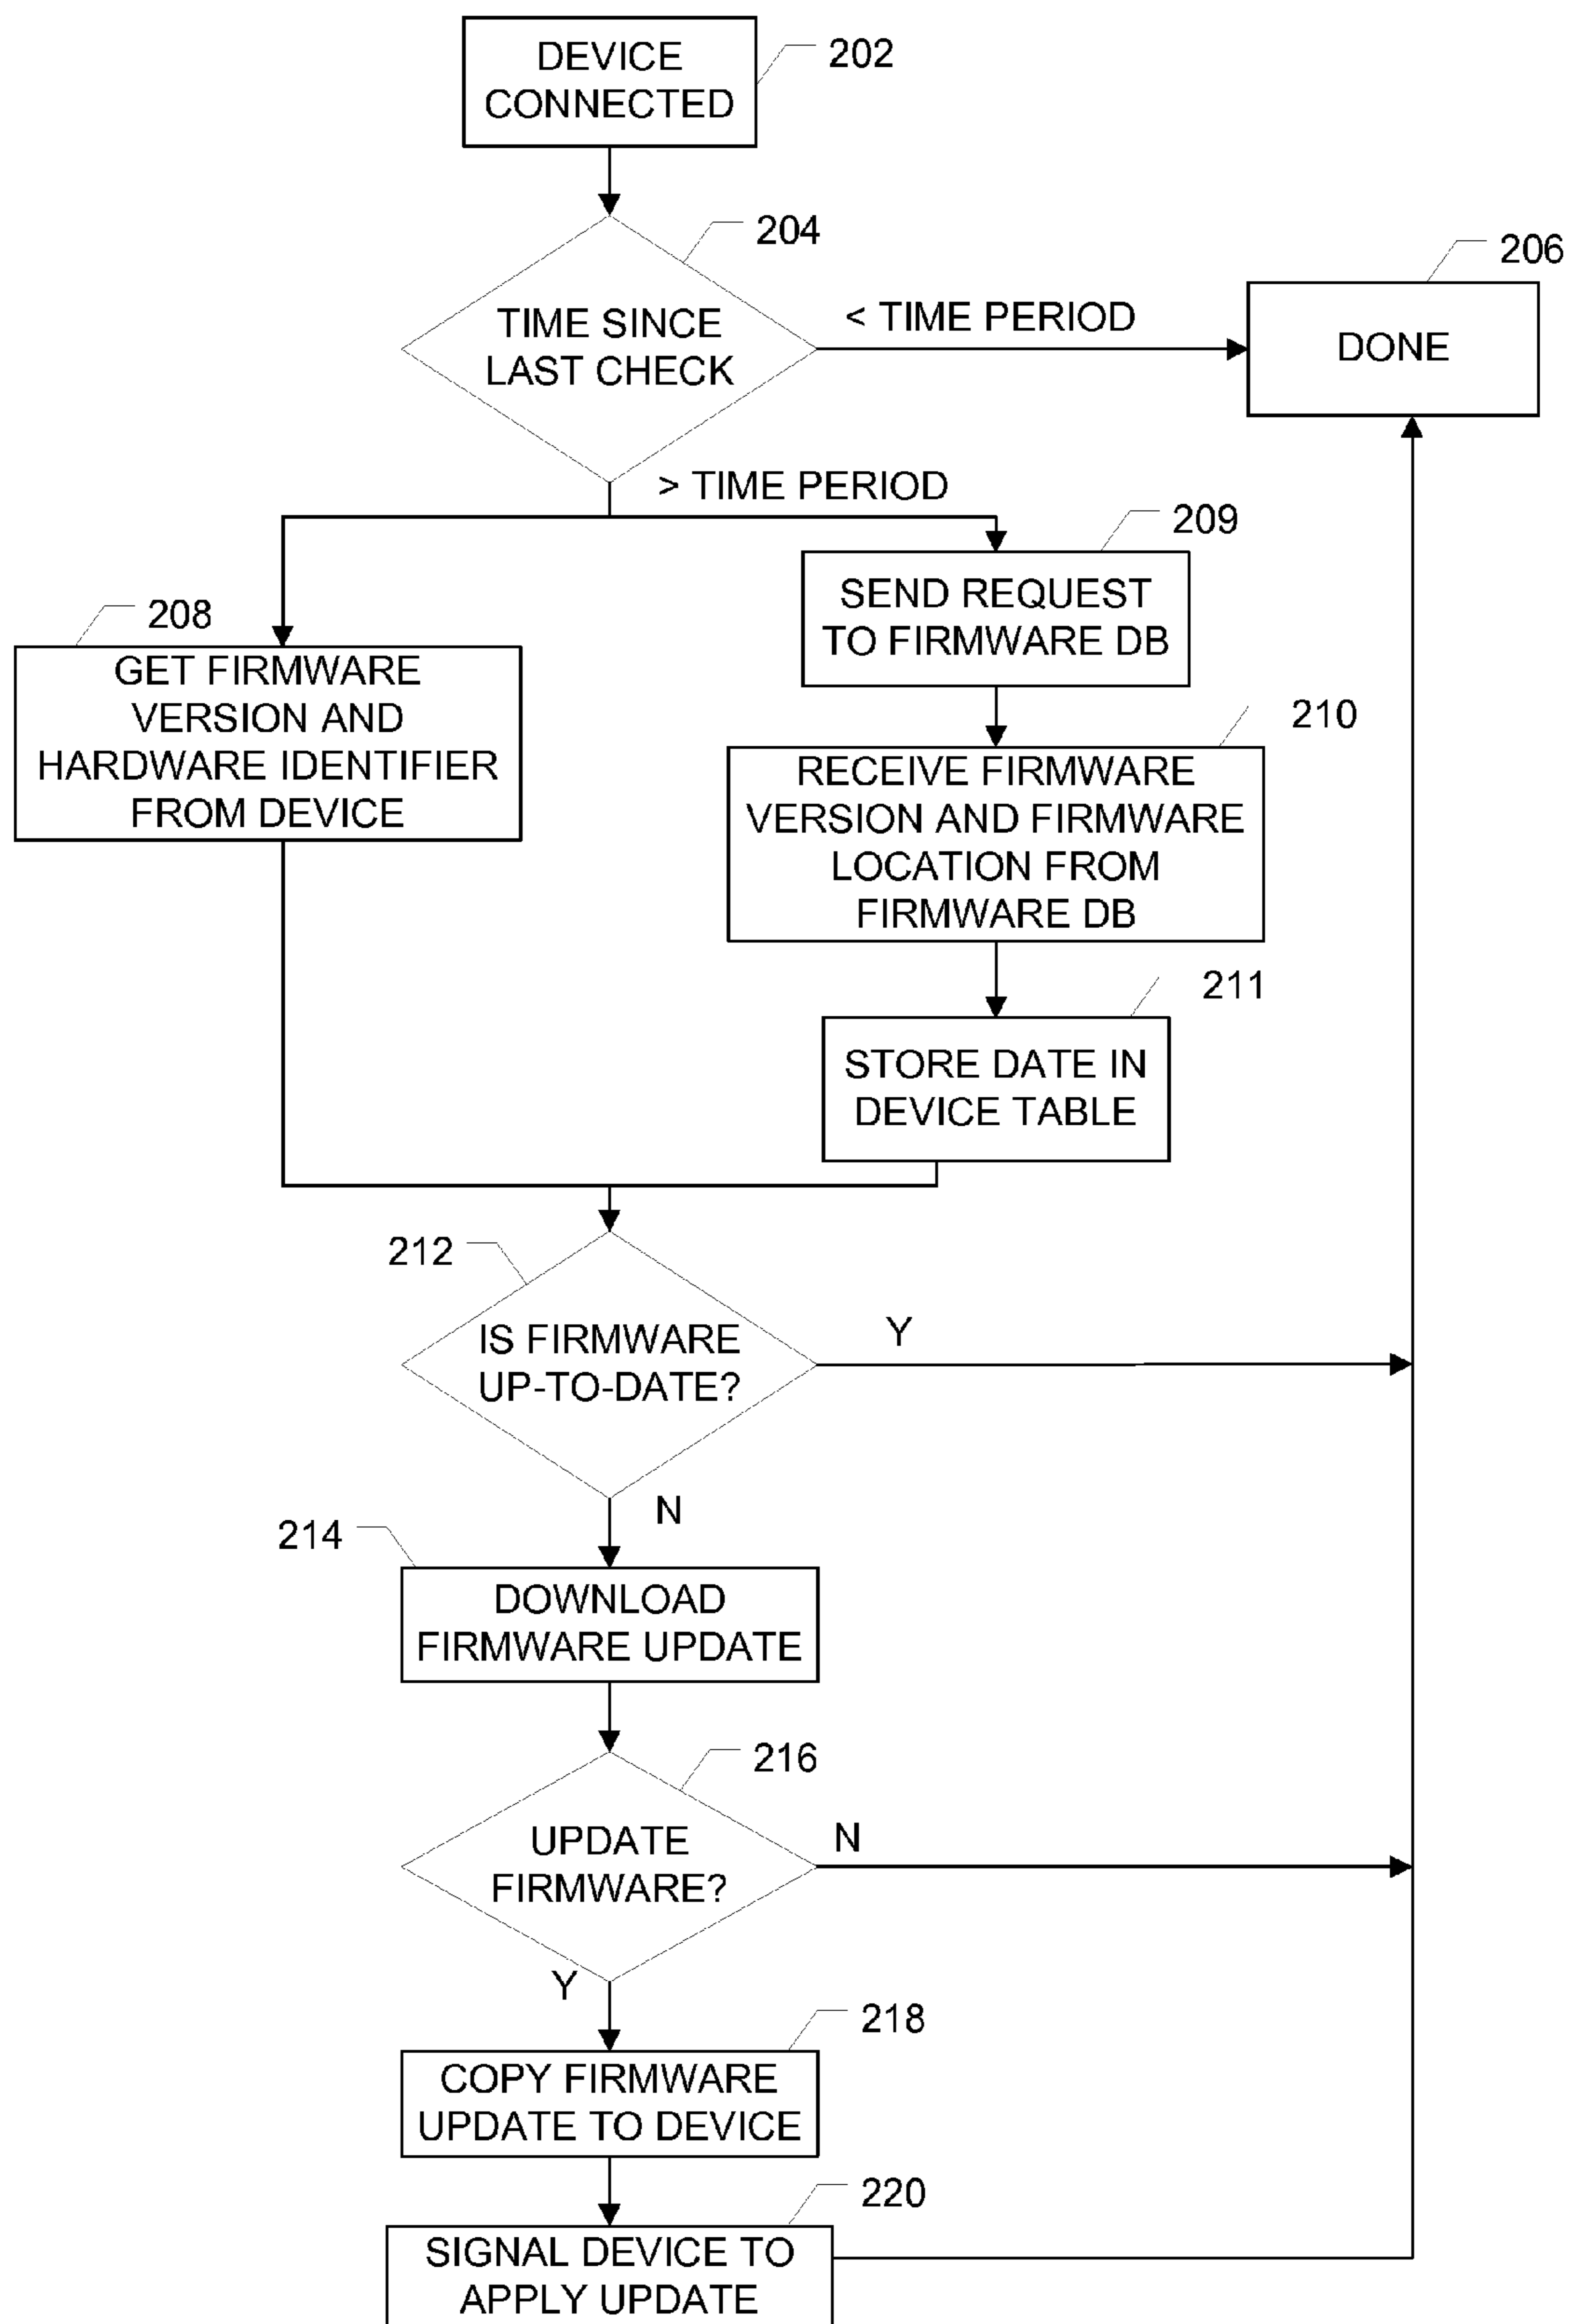 DEVICE
CONNECTED
202
204
TIME SINCE
LAST CHECK
< TIME PERIOD
206
DONE
> TIME PERIOD
208
GET FIRMWARE
VERSION AND
HARDWARE IDENTIFIER
FROM DEVICE
209
SEND REQUEST
TO FIRMWARE DB
210
RECEIVE FIRMWARE
VERSION AND FIRMWARE
LOCATION FROM
FIRMWARE DB
211
STORE DATE IN
DEVICE TABLE
212
IS FIRMWARE
UP-TO-DATE?
Y
N
214
DOWNLOAD
FIRMWARE UPDATE
216
UPDATE
FIRMWARE?
N
Y
218
COPY FIRMWARE
UPDATE TO DEVICE
220
SIGNAL DEVICE TO
APPLY UPDATE